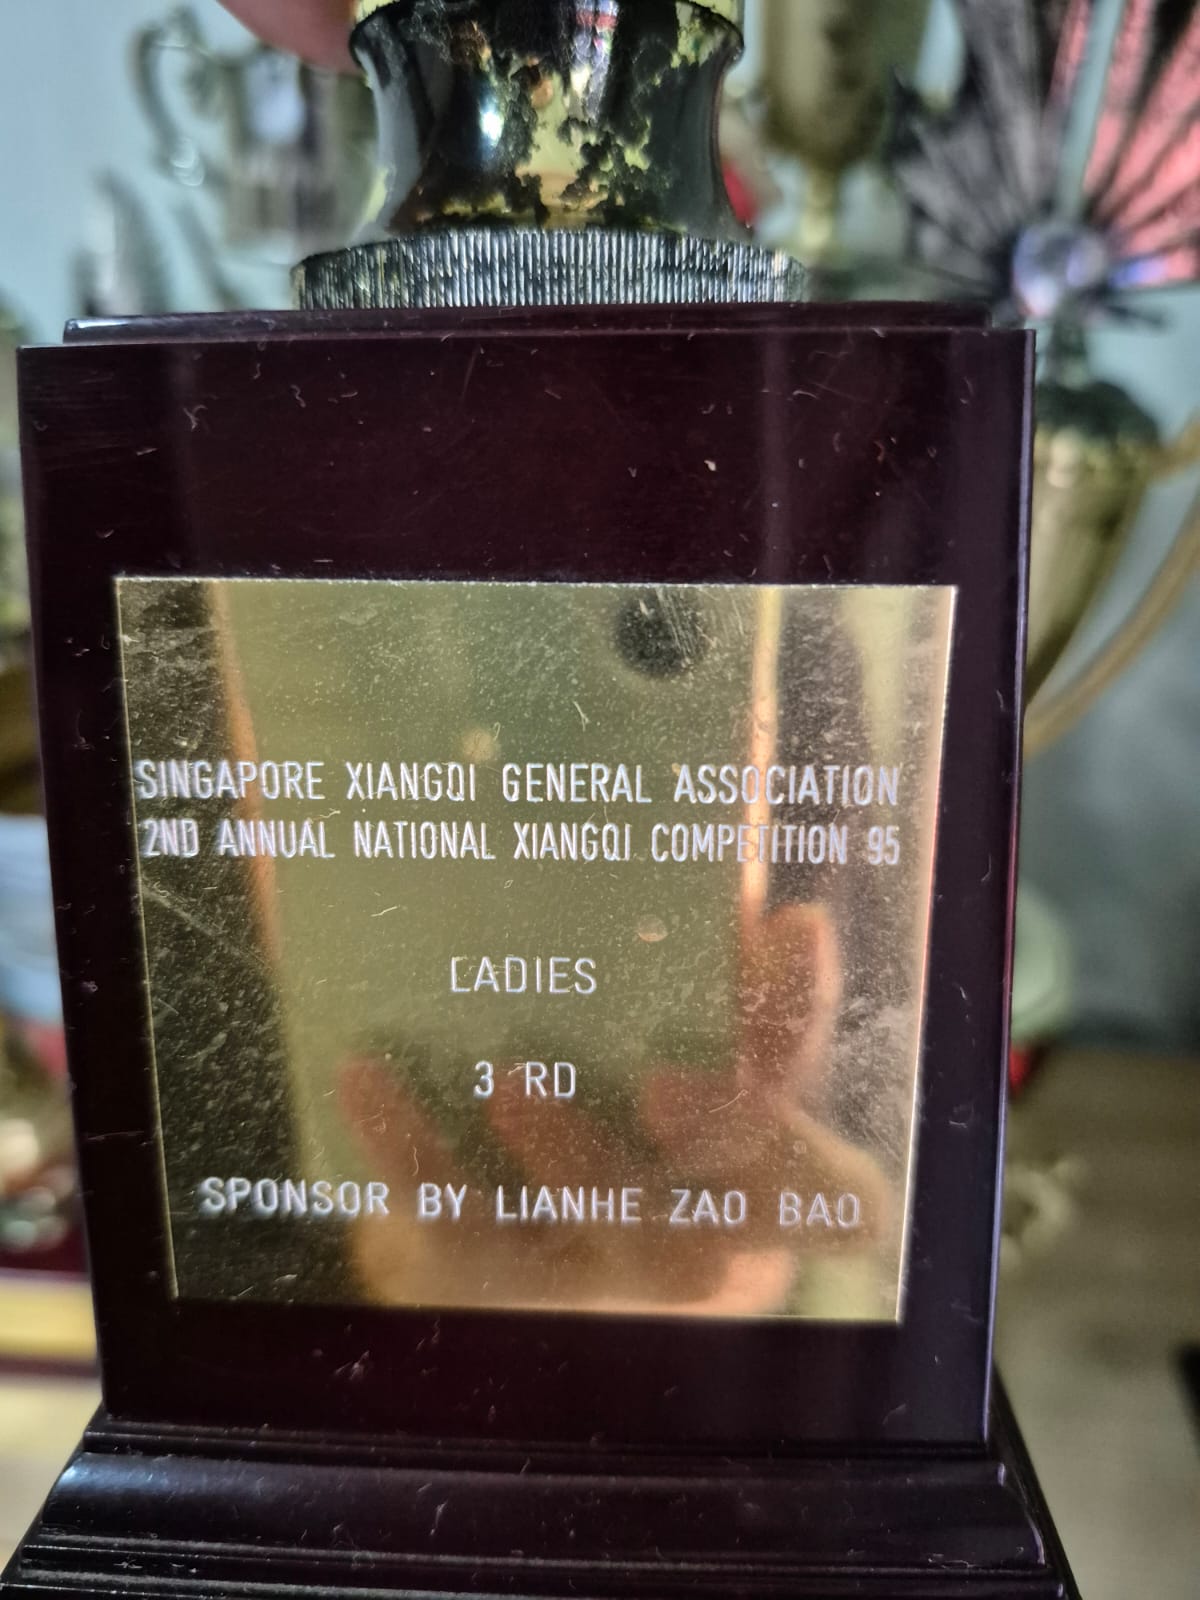 SINGAPORE XIANGQI GENERAL ASSOCIATION
2ND ANNUAL NATIONAL XIANGQI COMPETITION 95
LADIES
3 RD
SPONSOR BY LIANHE ZAO BAO